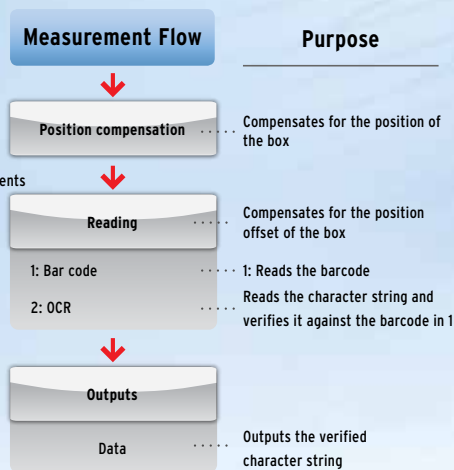 Measurement Flow
Purpose
Position compensation
Compensates for the position of
the box
ents
Reading
Compensates for the position
offset of the box
1: Bar code
1: Reads the barcode
2: OCR
Reads the character string and
verifies it against the barcode in 1
Outputs
Data
Outputs the verified
character string